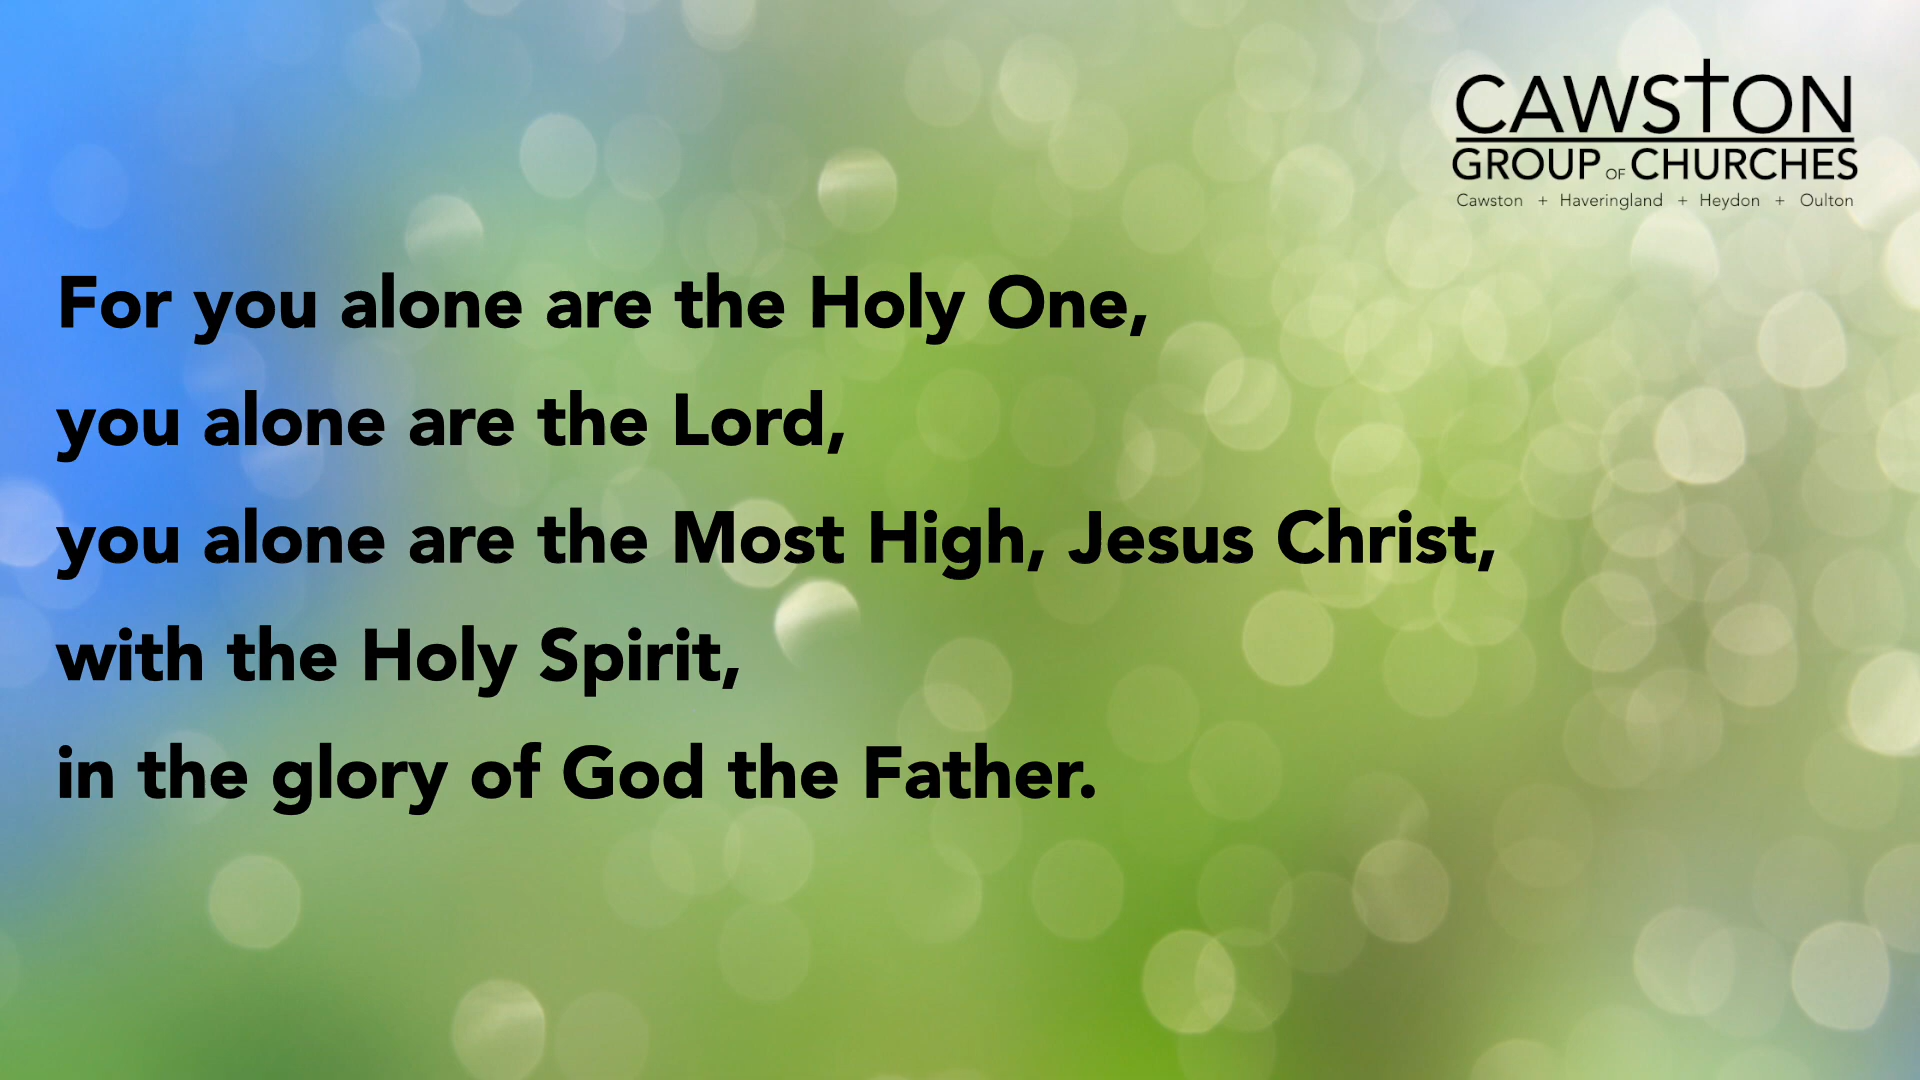 CAWSTON
GROUP OF CHURCHES
Cawston + Haveringland + Heydon + Oulton
For you alone are the Holy One,
you alone are the Lord,
you alone are the Most High, Jesus Christ,
with the Holy Spirit,
in the glory of God the Father.